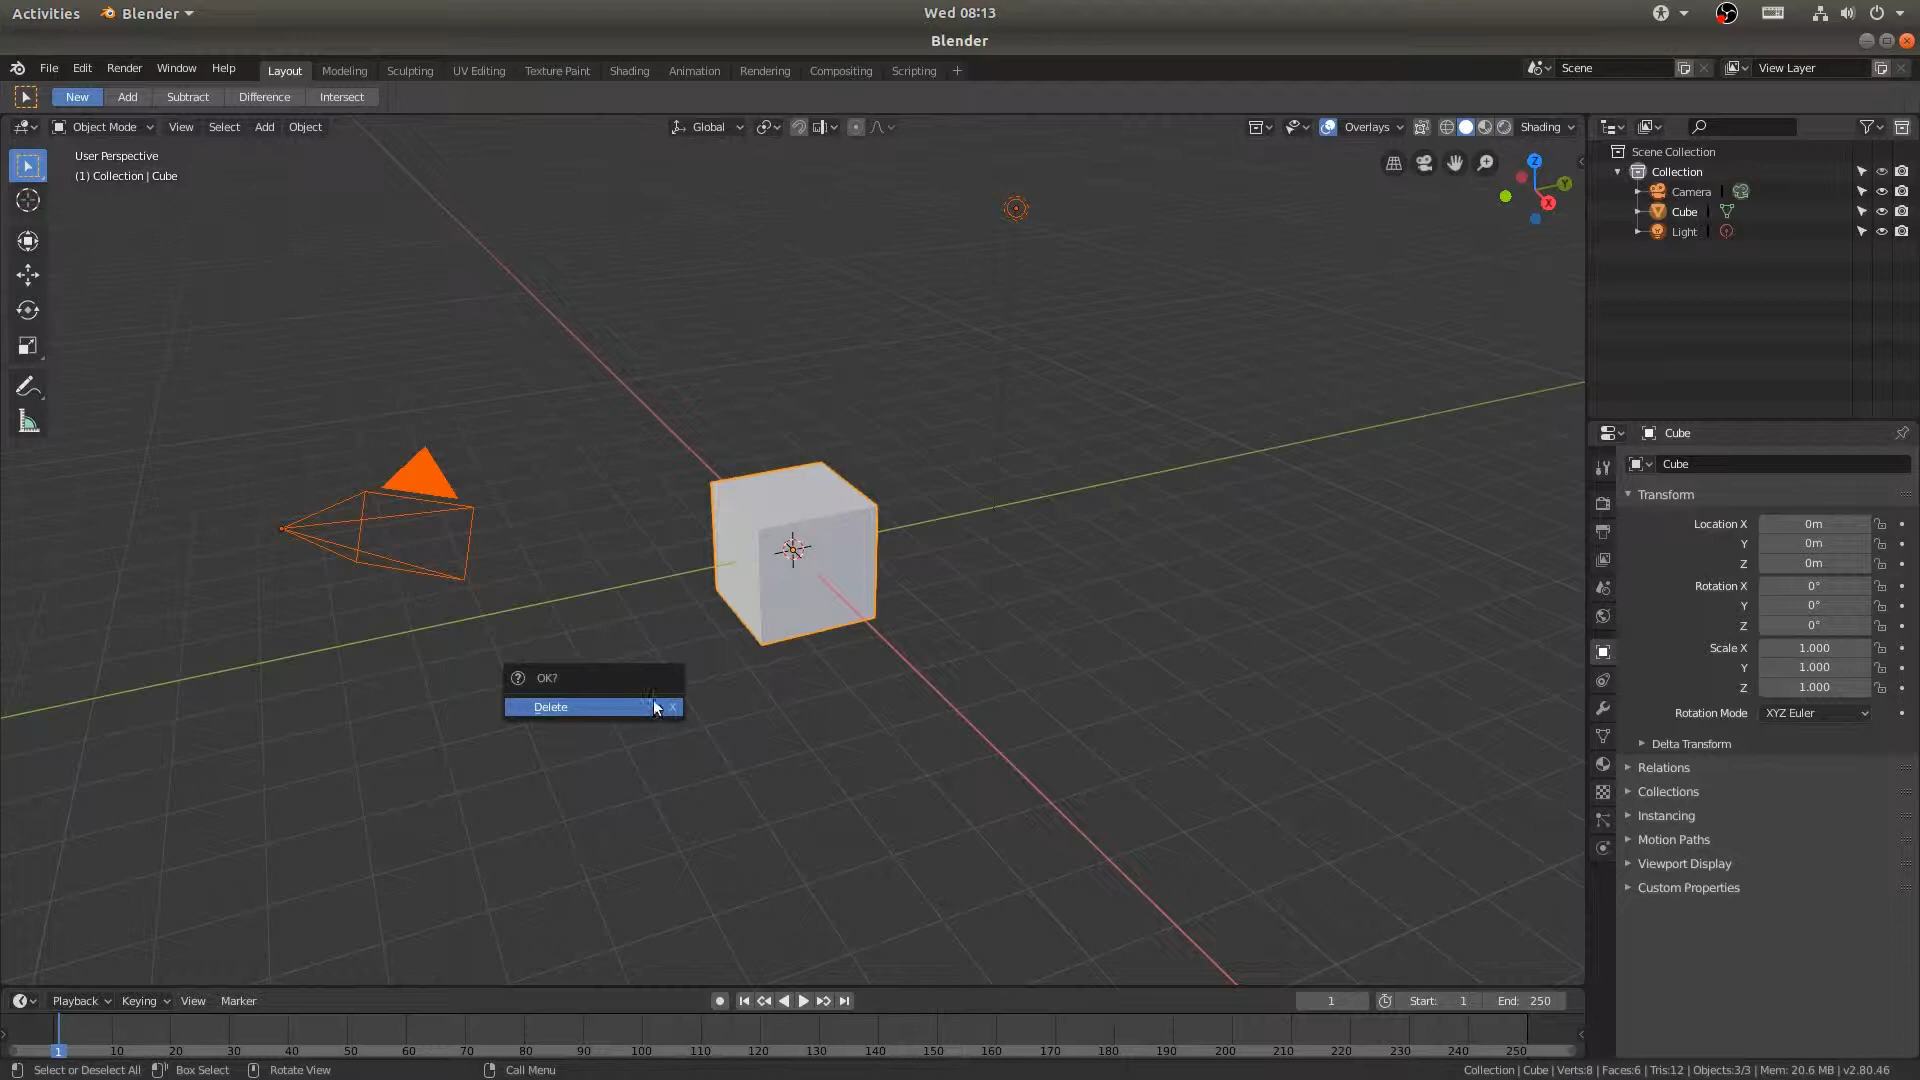 Activities Blender Wed 08:13
Blender
File Edit Render Window Help Layout Modeling Sculpting UV Editing Texture Paint Shading Animation Rendering Compositing Scripting + Scene View Layer
New Add Subtract Difference Intersect
Object Mode View Select Add Object Global Overlays Shading
User Perspective
(1) Collection | Cube
Z
Y
X
Scene Collection
Collection
Camera
Cube
Light
Cube
Cube
Transform
Location X 0m
Y 0m
Z 0m
Rotation X 0°
Y 0°
Z 0°
Scale X 1.000
Y 1.000
Z 1.000
Rotation Mode XYZ Euler
Delta Transform
Relations
Collections
Instancing
Motion Paths
Viewport Display
Custom Properties
OK?
Delete X
Playback Keying View Marker 1 Start: 1 End: 250
1 10 20 30 40 50 60 70 80 90 100 110 120 130 140 150 160 170 180 190 200 210 220 230 240 250
Select or Deselect All Box Select Rotate View Call Menu Collection | Cube | Verts:8 | Faces:6 | Tris:12 | Objects:3/3 | Mem: 20.6 MB | v2.80.46